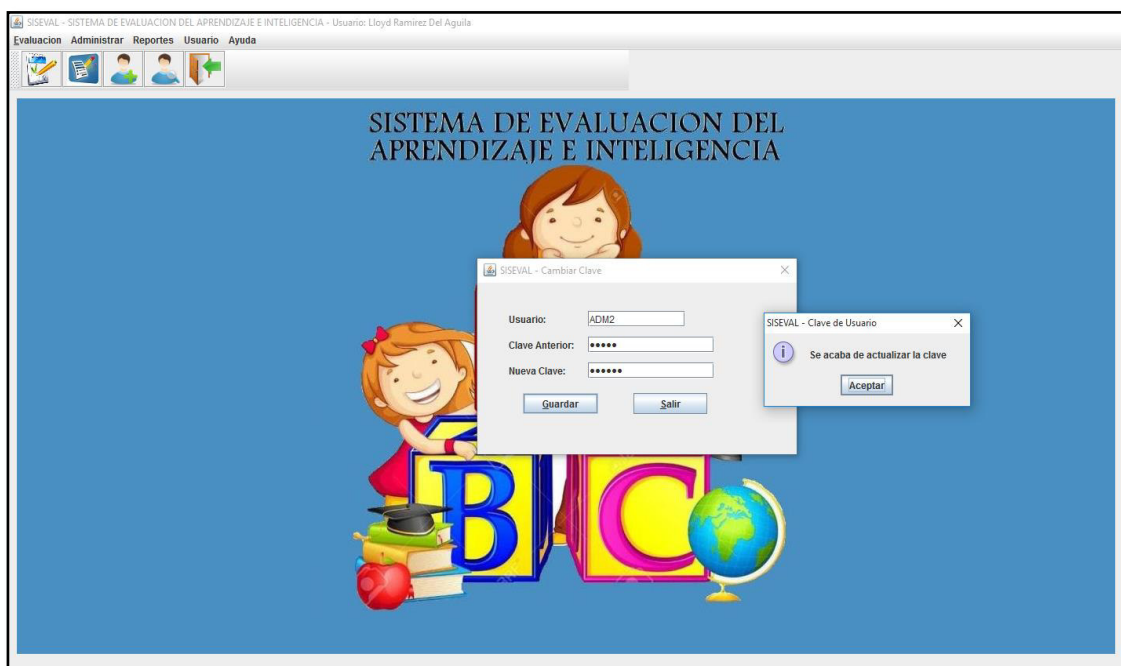 SISEVAL - SISTEMA DE EVALUACION DEL APRENDIZAJE E INTELIGENCIA - Usuario: Lloyd Ramirez Del Aguila
Evaluacion Administrar Reportes Usuario Ayuda
SISTEMA DE EVALUACION DEL
APRENDIZAJE E INTELIGENCIA
SISEVAL - Cambiar Clave
Usuario: ADM2
Clave Anterior: •••••
Nueva Clave: ••••••
Guardar Salir
SISEVAL - Clave de Usuario
Se acaba de actualizar la clave
Aceptar
B C